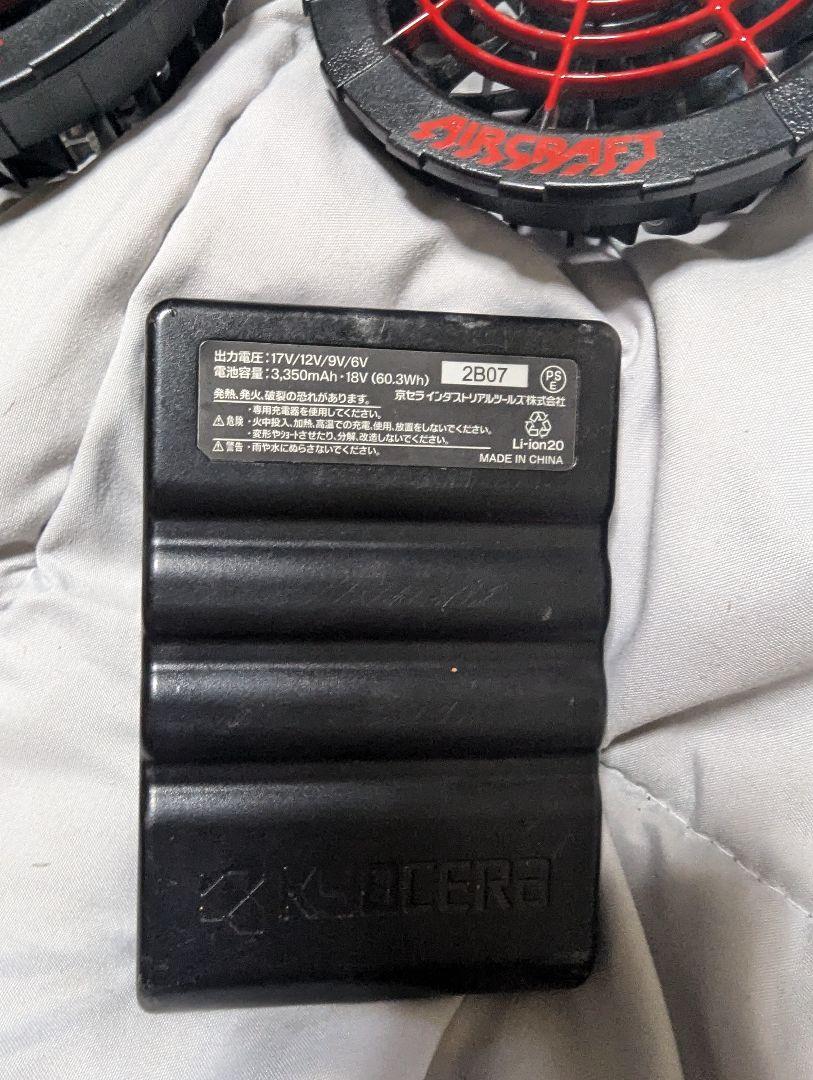 AIRCRAFT
出力電圧:17V/12V/9V/6V
電池容量:3,350mAh・18V(60.3Wh)
2B07
PS
E
発熱、発火、破裂の恐れがあります。
京セラインダストリアルツールズ株式会社
・専用充電器を使用してください。
危険
・火中投入、加熱、高温での充電、使用、放置をしないでください。
・変形やショートさせたり、分解、改造しないでください。
警告
・雨や水にぬらさないでください。
Li-ion20
MADE IN CHINA
KYOCERA